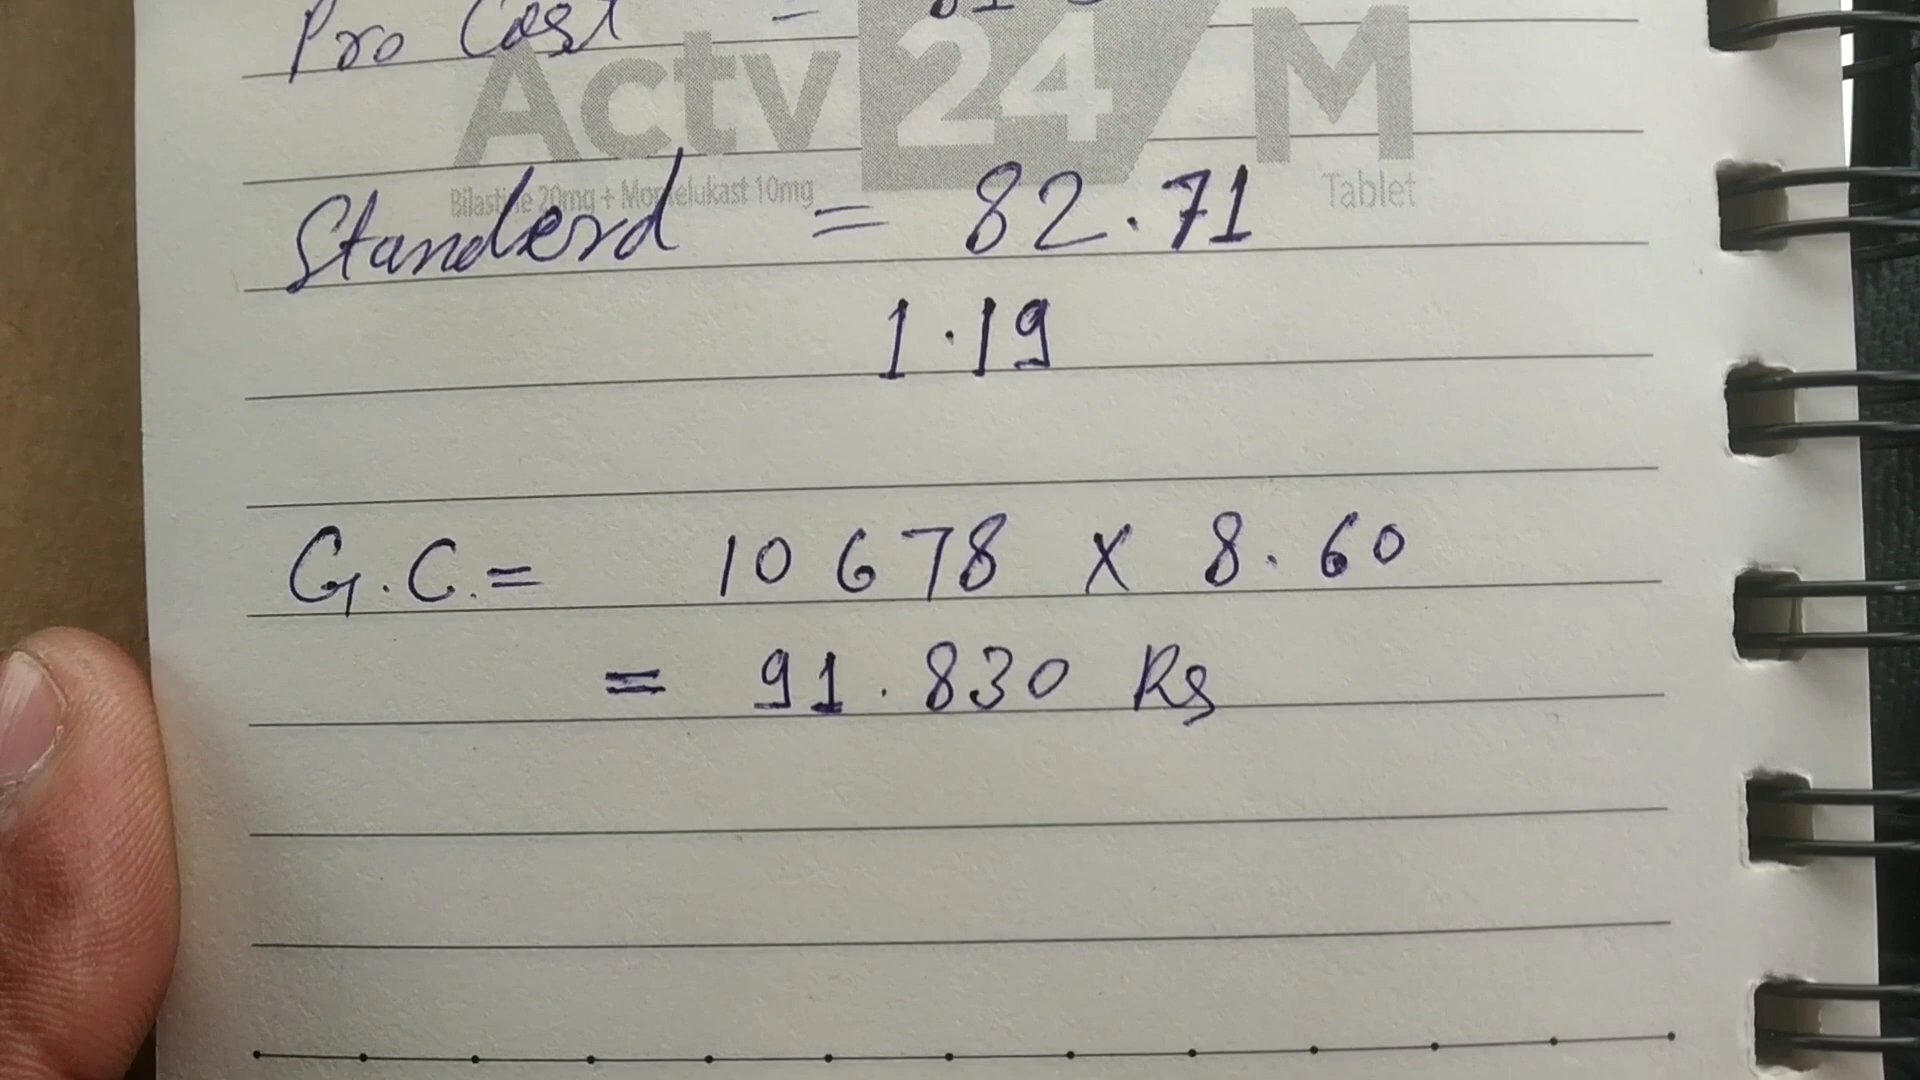 Pro Cost =
Actv 24/M
Bilastine 20mg + Montelukast 10mg Tablet
Standerd = 82.71
1.19
G.C. = 10678 x 8.60
= 91.830 Rs